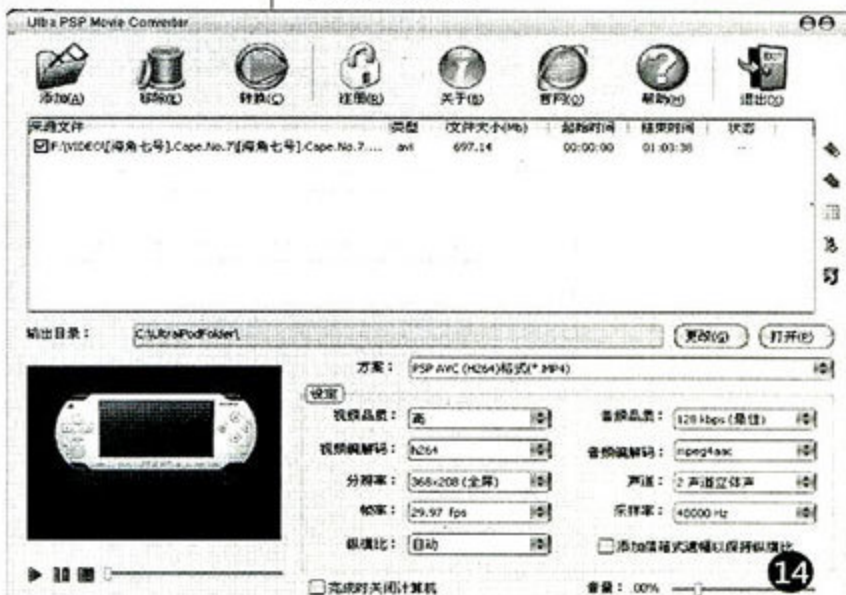 Ultra PSP Movie Converter
添加(A) 移除(E) 转换(C) 注册(R) 关于(B) 官网(O) 帮助(H) 退出(X)
来源文件 类型 文件大小(Mb) 起始时间 结束时间 状态
F:\VIDEO\[海角七号].Cape.No.7\[海角七号].Cape.No.7.... avi 697.14 00:00:00 01:03:38 --
输出目录： C:\UltraiPodFolder\ 更改(G) 打开(P)
方案： PSP AVC (H264)格式(*.MP4)
设定
视频品质： 高 音频品质： 128 kbps (最佳)
视频编解码： h264 音频编解码： mpeg4aac
分辨率： 368x208 (全屏) 声道： 2 声道立体声
帧率： 29.97 fps 采样率： 48000 Hz
纵横比： 自动 添加信箱式遮幅以保持纵横比
完成时关闭计算机 音量： 00%
14